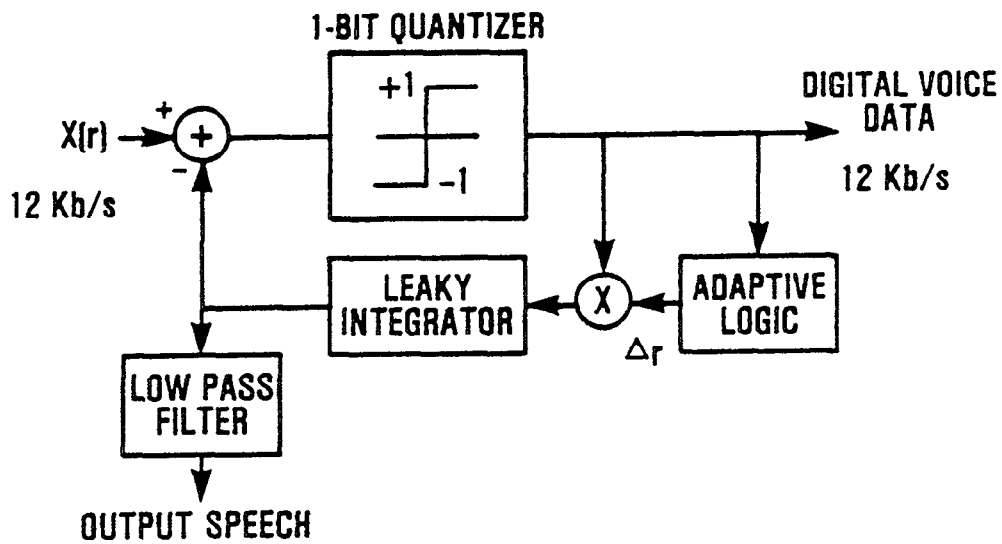 1-BIT QUANTIZER
+1
-1
+
X(r)
+
-
12 Kb/s
DIGITAL VOICE
DATA
12 Kb/s
LEAKY
INTEGRATOR
X
ADAPTIVE
LOGIC
Δr
LOW PASS
FILTER
OUTPUT SPEECH